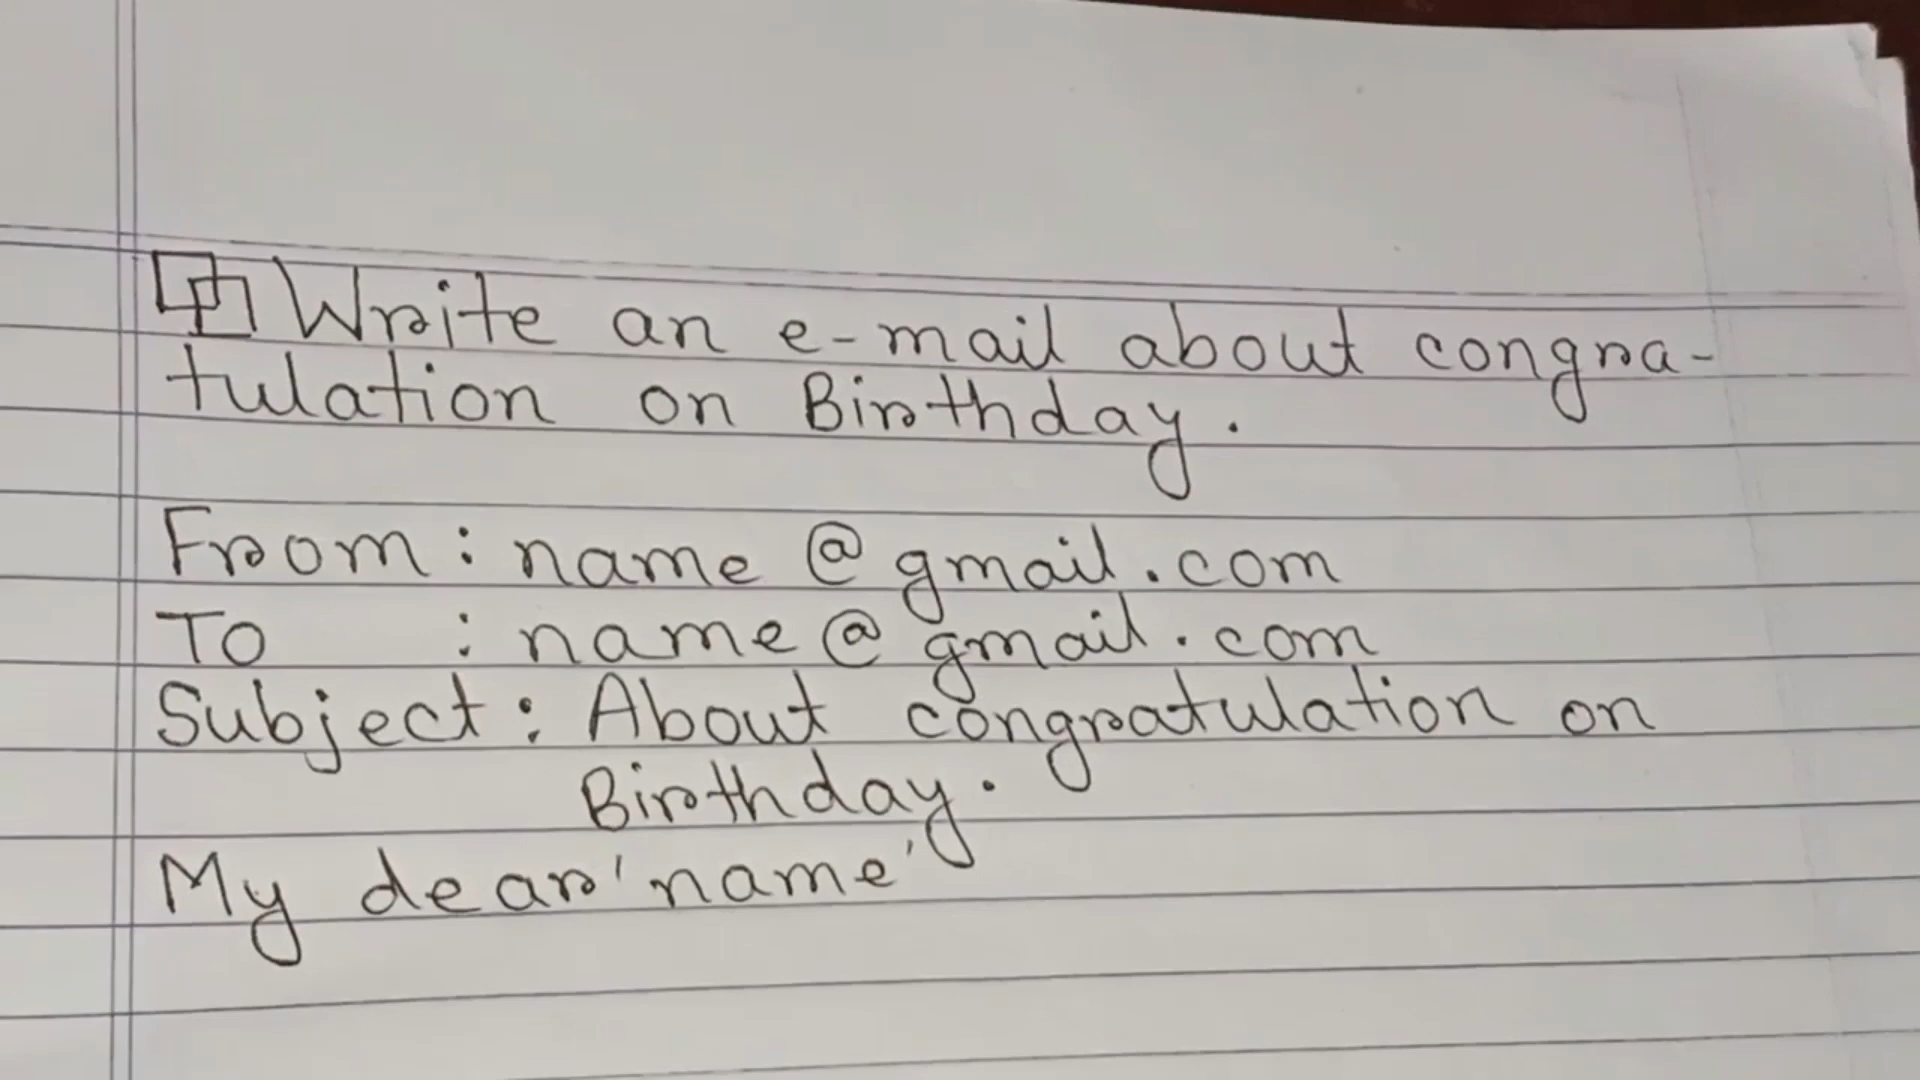 Write an e-mail about congra-
tulation on Birthday.
From : name @ gmail.com
To : name @ gmail.com
Subject : About congratulation on
Birthday.
My dear 'name'